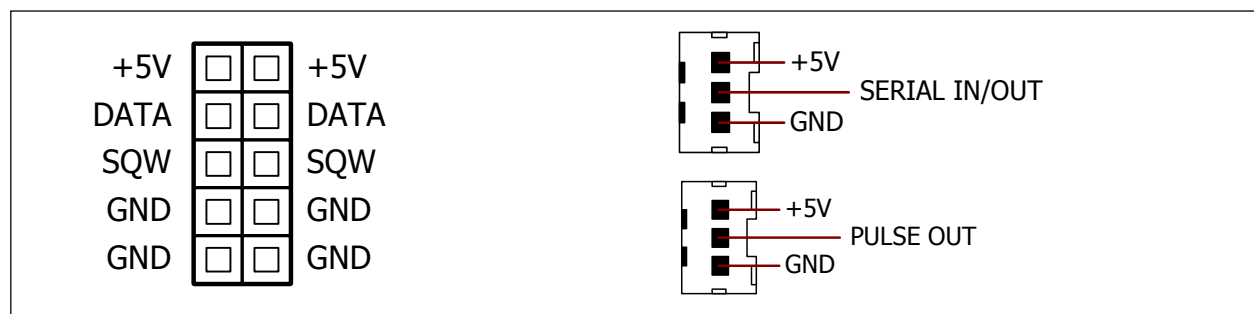 +5V +5V
DATA DATA
SQW SQW
GND GND
GND GND
+5V
SERIAL IN/OUT
GND
+5V
PULSE OUT
GND